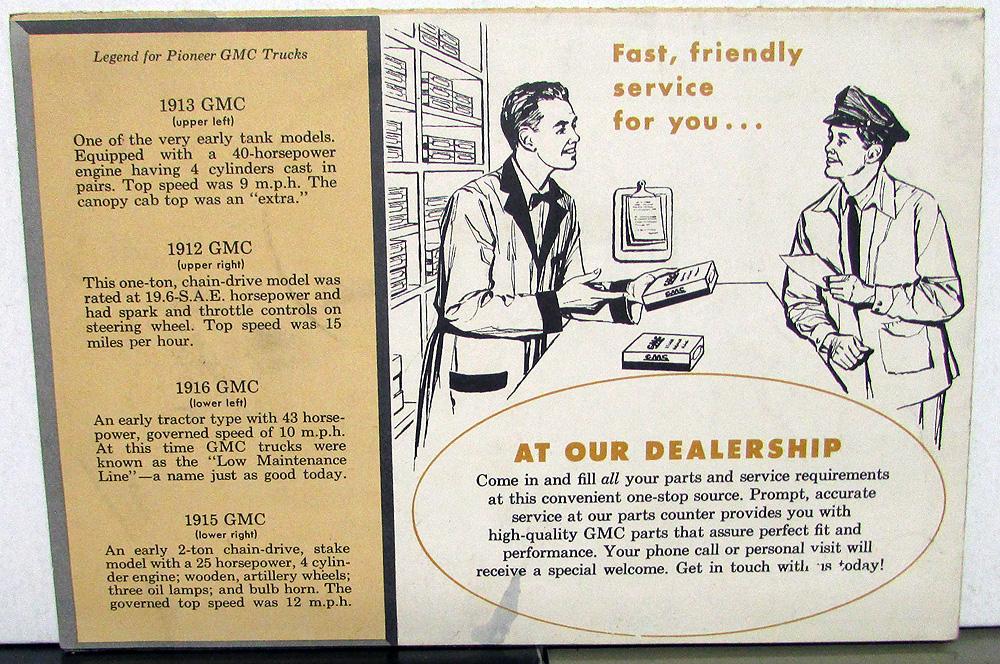 Legend for Pioneer GMC Trucks
1913 GMC
(upper left)
One of the very early tank models.
Equipped with a 40-horsepower
engine having 4 cylinders cast in
pairs. Top speed was 9 m.p.h. The
canopy cab top was an “extra.”
1912 GMC
(upper right)
This one-ton, chain-drive model was
rated at 19.6-S.A.E. horsepower and
had spark and throttle controls on
steering wheel. Top speed was 15
miles per hour.
1916 GMC
(lower left)
An early tractor type with 43 horse-
power, governed speed of 10 m.p.h.
At this time GMC trucks were
known as the “Low Maintenance
Line”—a name just as good today.
1915 GMC
(lower right)
An early 2-ton chain-drive, stake
model with a 25 horsepower, 4 cylin-
der engine; wooden, artillery wheels;
three oil lamps; and bulb horn. The
governed top speed was 12 m.p.h.
Fast, friendly
service
for you...
GMC
GMC
AT OUR DEALERSHIP
Come in and fill all your parts and service requirements
at this convenient one-stop source. Prompt, accurate
service at our parts counter provides you with
high-quality GMC parts that assure perfect fit and
performance. Your phone call or personal visit will
receive a special welcome. Get in touch with us today!